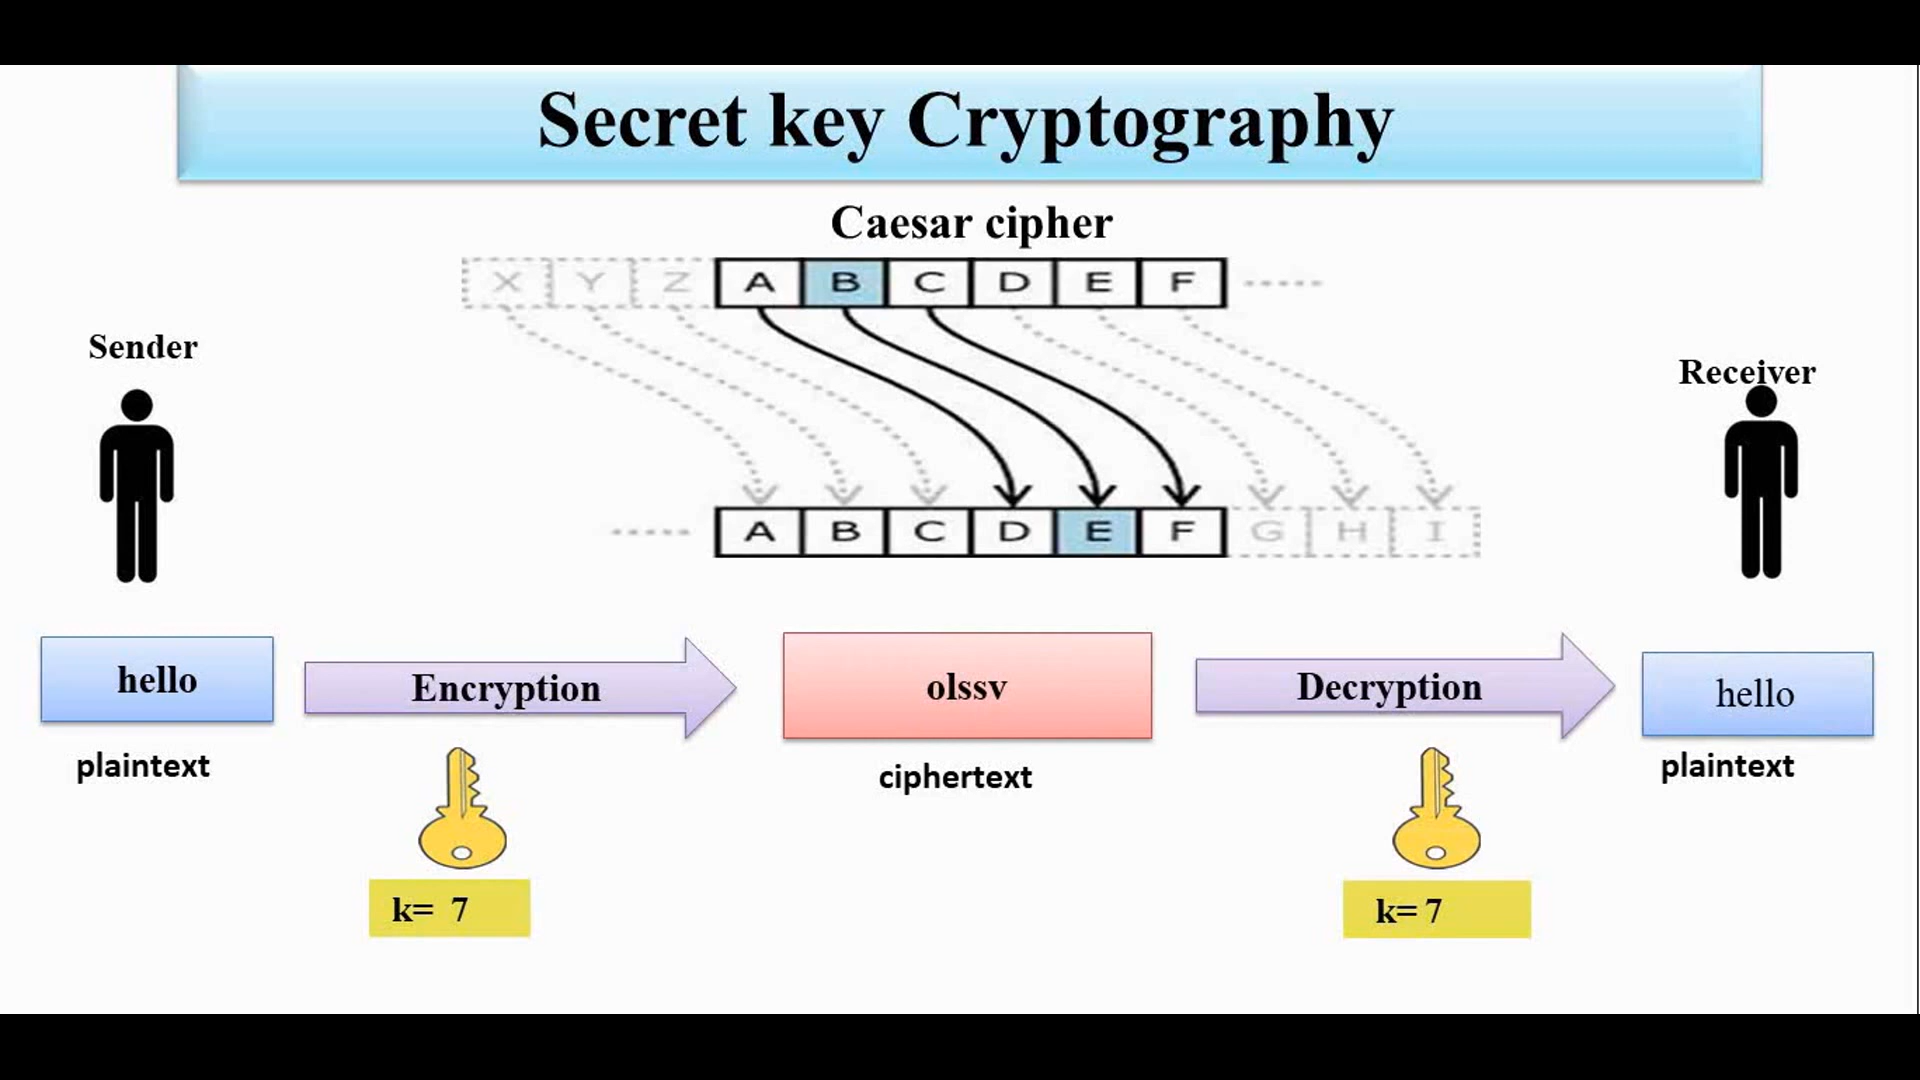 Secret key Cryptography
Caesar cipher
X Y Z A B C D E F
Sender
Receiver
A B C D E F G H I
hello
Encryption
olssv
Decryption
hello
plaintext
ciphertext
plaintext
k= 7
k= 7